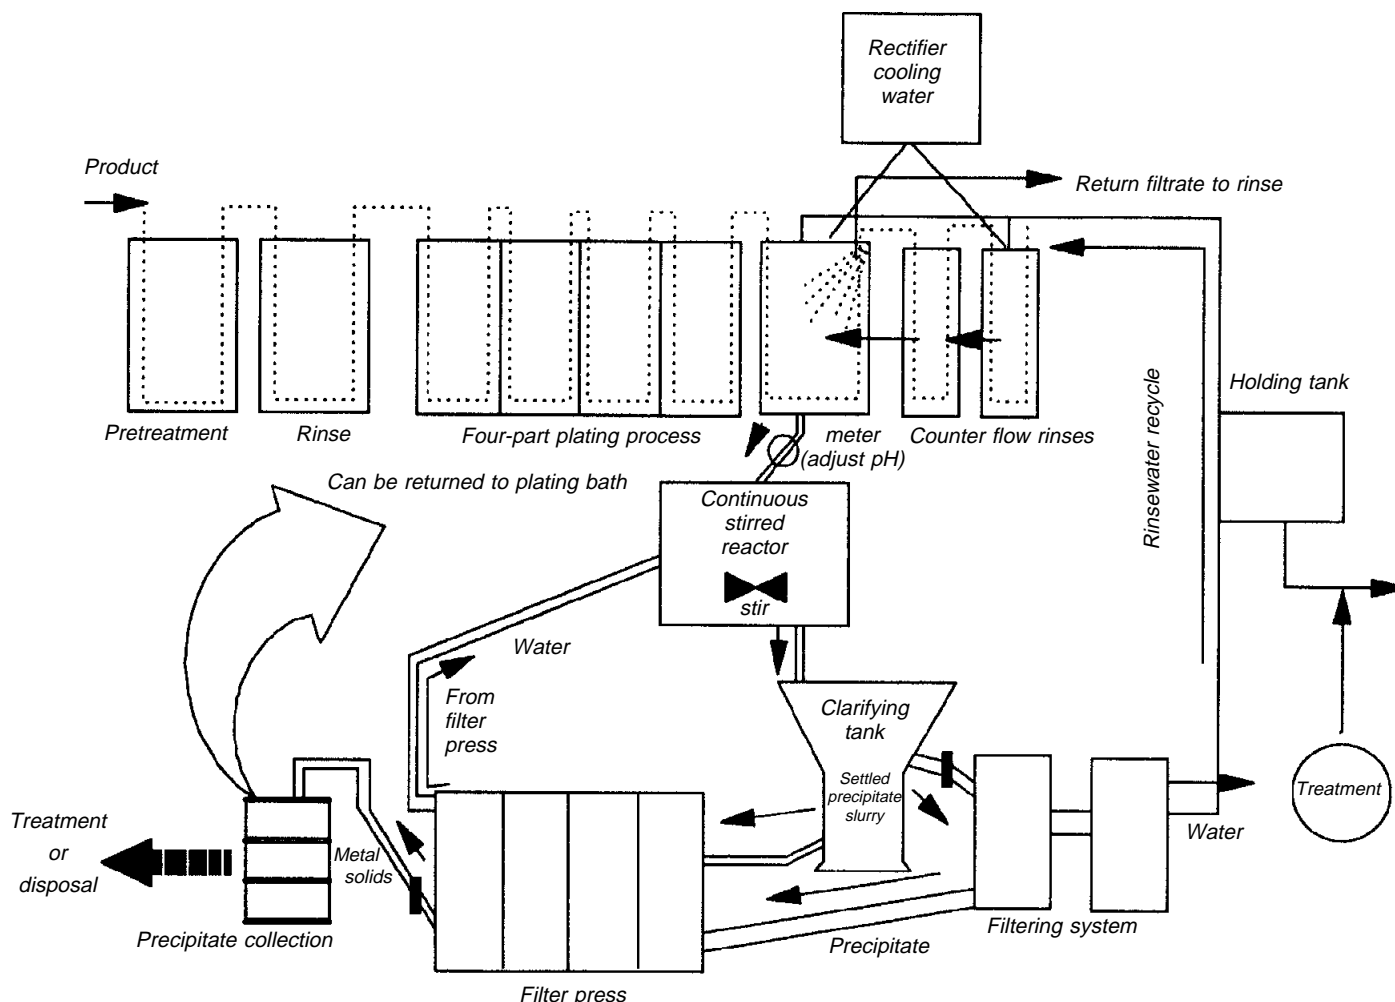 Rectifier
cooling
water
Product
Return filtrate to rinse
Pretreatment
Rinse
Four-part plating process
meter
(adjust pH)
Counter flow rinses
Rinsewater recycle
Holding tank
Can be returned to plating bath
Continuous
stirred
reactor
stir
Water
From
filter
press
Clarifying
tank
Settled
precipitate
slurry
Treatment
Water
Treatment
or
disposal
Metal
solids
Precipitate collection
Precipitate
Filtering system
Filter press